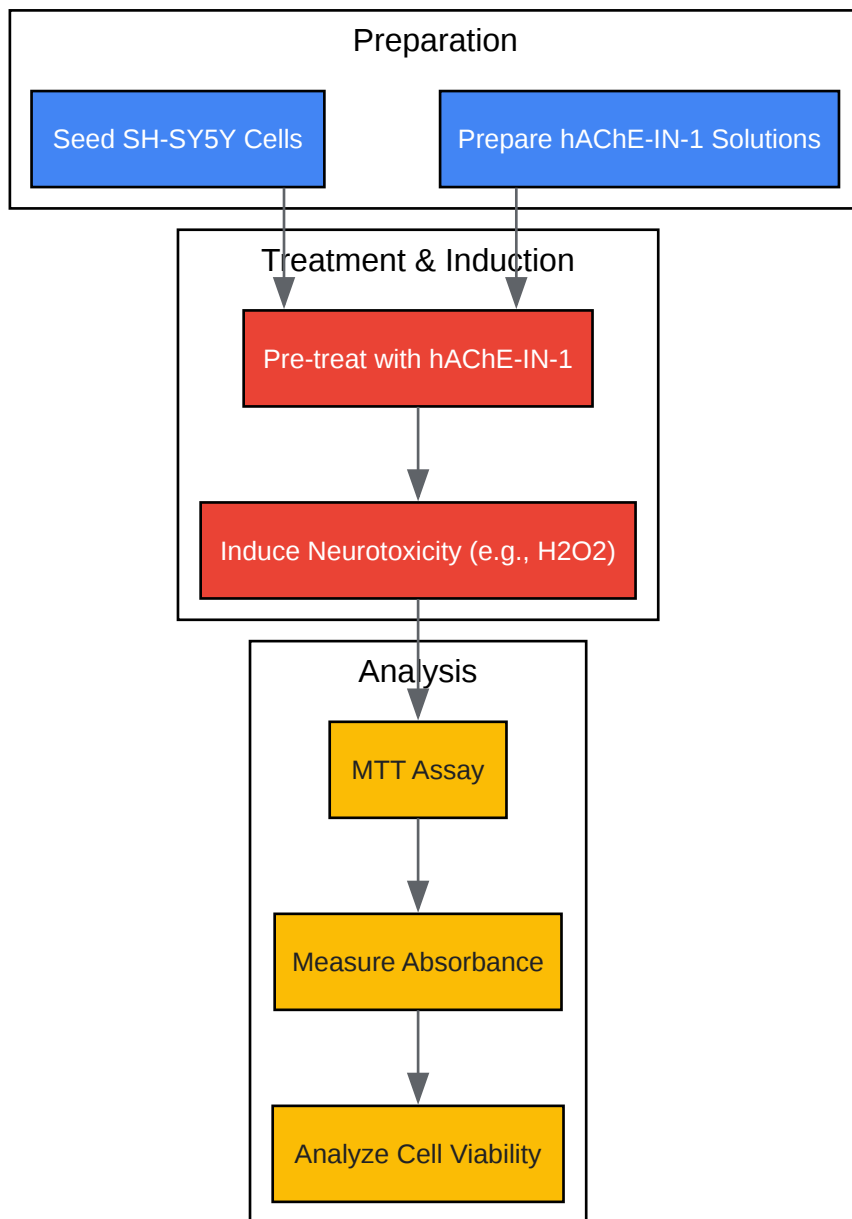 Preparation
Seed SH-SY5Y Cells
Prepare hAChE-IN-1 Solutions
Treatment & Induction
Pre-treat with hAChE-IN-1
Induce Neurotoxicity (e.g., H2O2)
Analysis
MTT Assay
Measure Absorbance
Analyze Cell Viability